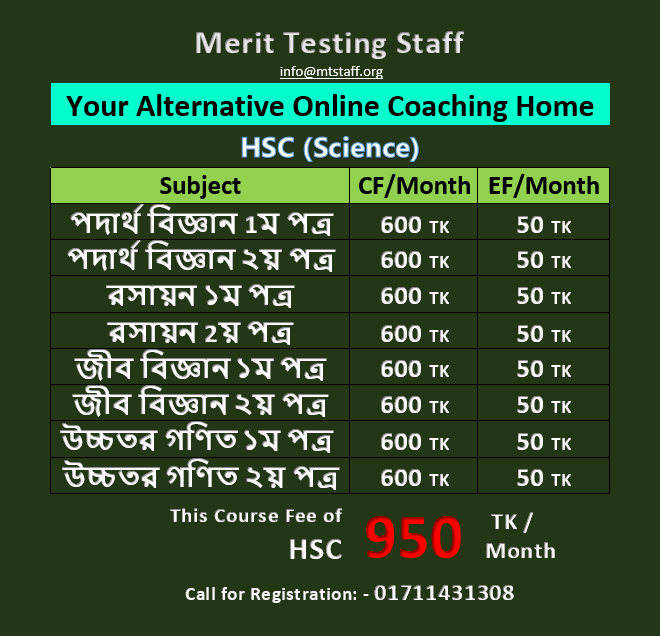 Merit Testing Staff
info@mtstaff.org
Your Alternative Online Coaching Home
HSC (Science)
Subject CF/Month EF/Month
পদার্থ বিজ্ঞান 1ম পত্র 600 TK 50 TK
পদার্থ বিজ্ঞান ২য় পত্র 600 TK 50 TK
রসায়ন ১ম পত্র 600 TK 50 TK
রসায়ন 2য় পত্র 600 TK 50 TK
জীব বিজ্ঞান ১ম পত্র 600 TK 50 TK
জীব বিজ্ঞান ২য় পত্র 600 TK 50 TK
উচ্চতর গণিত ১ম পত্র 600 TK 50 TK
উচ্চতর গণিত ২য় পত্র 600 TK 50 TK
This Course Fee of
HSC 950 TK /
Month
Call for Registration: - 01711431308